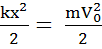 kx²/2 = mV₀²/2